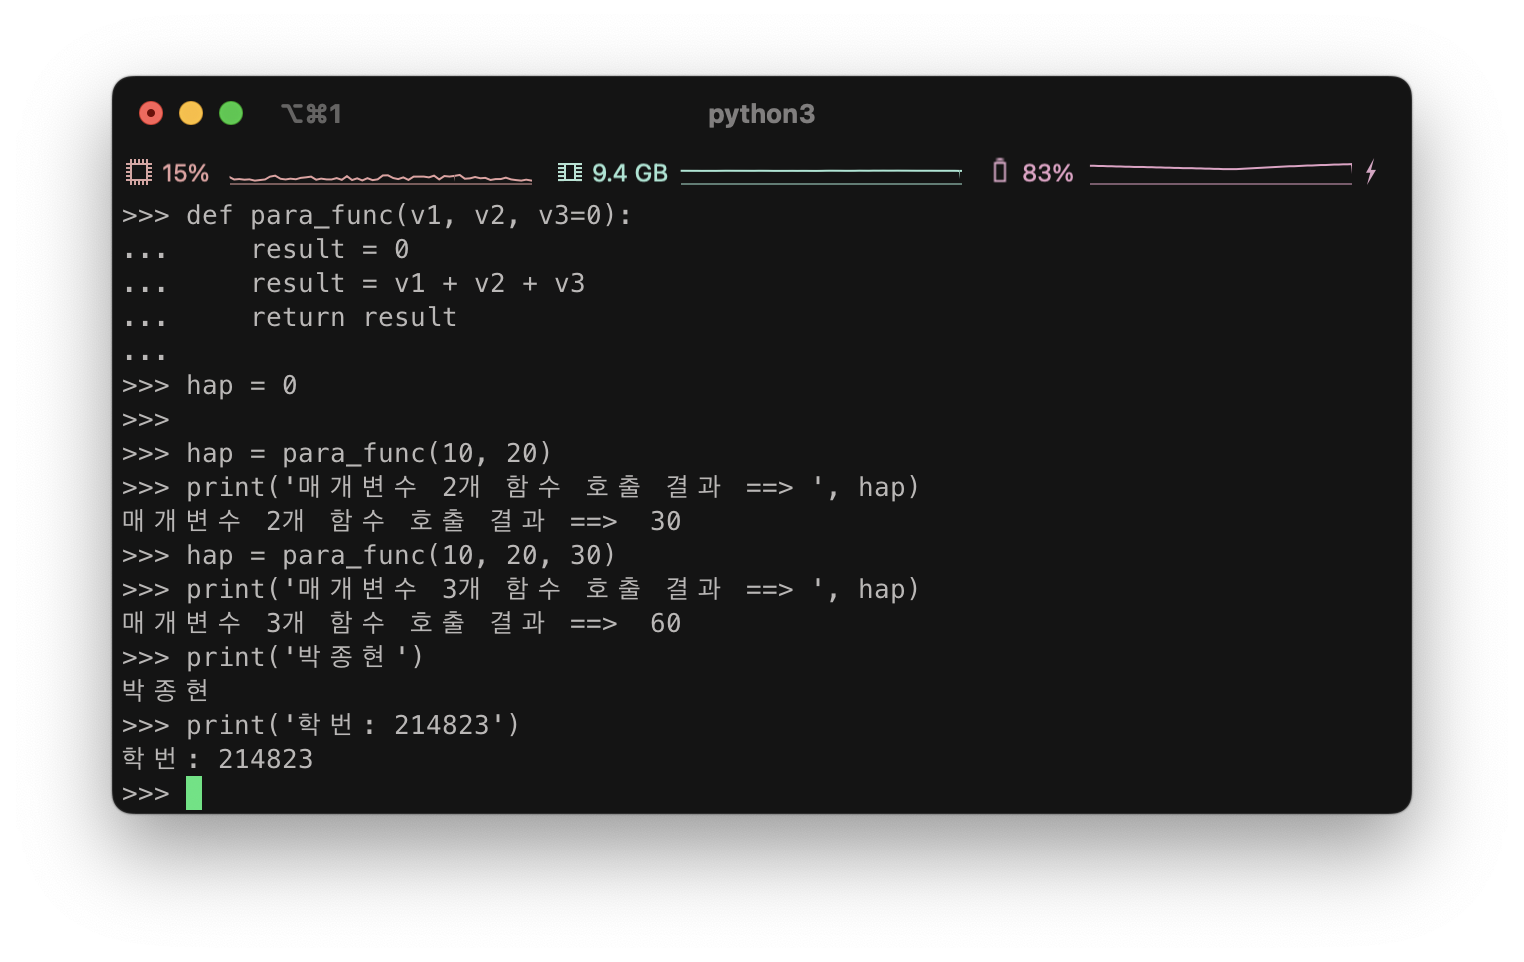 ⌥⌘1 python3
15% 9.4 GB 83%
>>> def para_func(v1, v2, v3=0):
...     result = 0
...     result = v1 + v2 + v3
...     return result
...
>>> hap = 0
>>>
>>> hap = para_func(10, 20)
>>> print('매개변수 2개 함수 호출 결과 ==> ', hap)
매개변수 2개 함수 호출 결과 ==>  30
>>> hap = para_func(10, 20, 30)
>>> print('매개변수 3개 함수 호출 결과 ==> ', hap)
매개변수 3개 함수 호출 결과 ==>  60
>>> print('박종현')
박종현
>>> print('학번: 214823')
학번: 214823
>>>